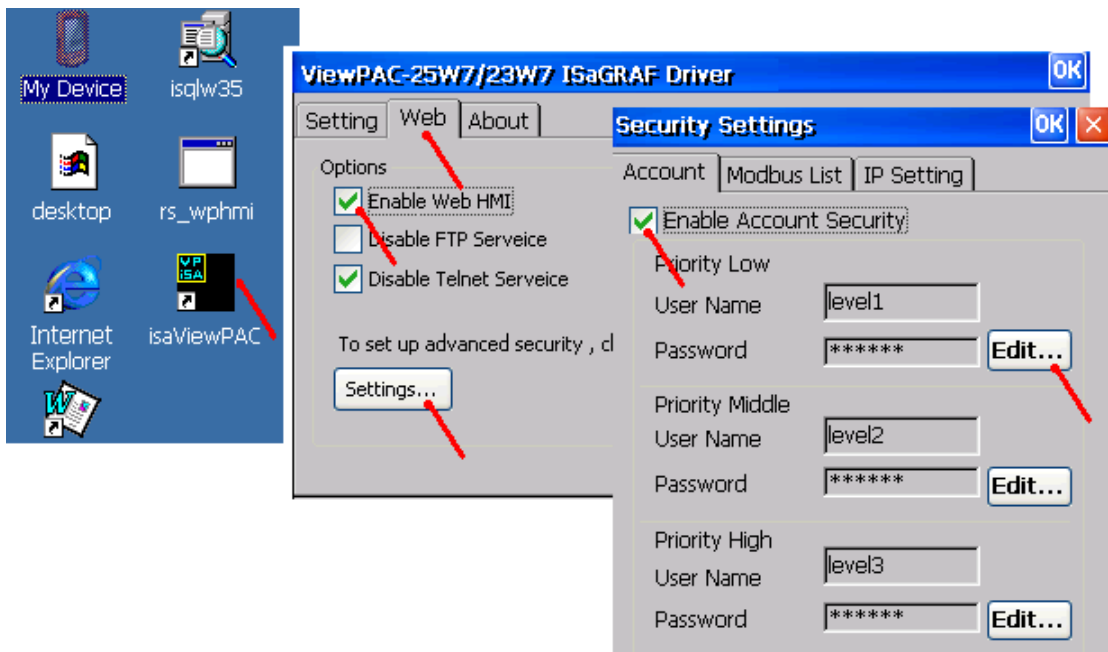 My Device
isqlw35
desktop
rs_wphmi
VP
iSA
Internet
Explorer
isaViewPAC
W
ViewPAC-25W7/23W7 ISaGRAF Driver
OK
Setting
Web
About
Options
Enable Web HMI
Disable FTP Serveice
Disable Telnet Serveice
To set up advanced security , cl
Settings...
Security Settings
OK
Account
Modbus List
IP Setting
Enable Account Security
Priority Low
User Name
level1
Password
******
Edit...
Priority Middle
User Name
level2
Password
******
Edit...
Priority High
User Name
level3
Password
******
Edit...